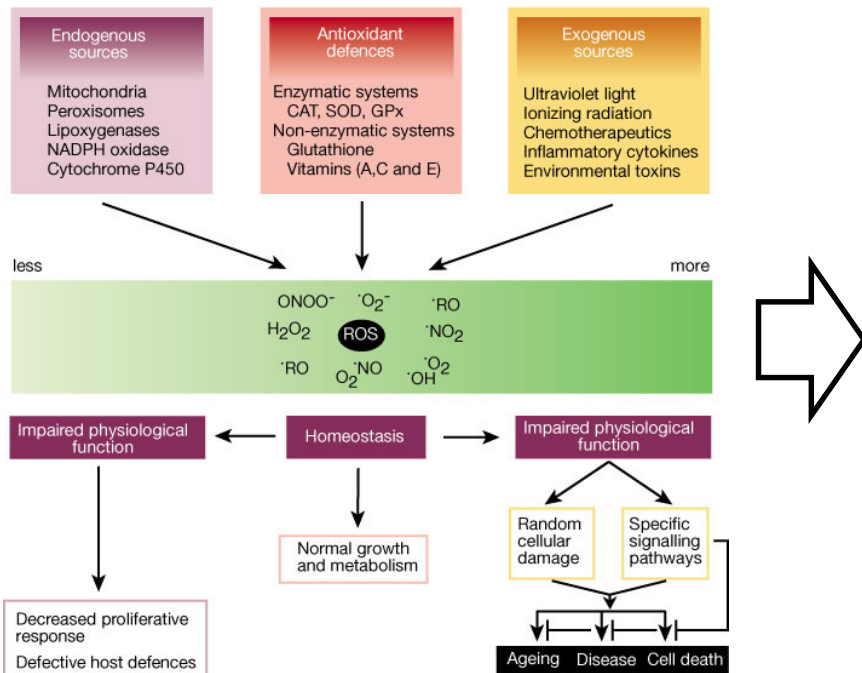 Endogenous
sources
Mitochondria
Peroxisomes
Lipoxygenases
NADPH oxidase
Cytochrome P450
Antioxidant
defences
Enzymatic systems
CAT, SOD, GPx
Non-enzymatic systems
Glutathione
Vitamins (A,C and E)
Exogenous
sources
Ultraviolet light
Ionizing radiation
Chemotherapeutics
Inflammatory cytokines
Environmental toxins
less
more
ONOO⁻
·O₂⁻
·RO
H₂O₂
ROS
·NO₂
·RO
O₂
·NO
·OH
·O₂
Impaired physiological
function
Homeostasis
Impaired physiological
function
Normal growth
and metabolism
Random
cellular
damage
Specific
signalling
pathways
Decreased proliferative
response
Defective host defences
Ageing
Disease
Cell death